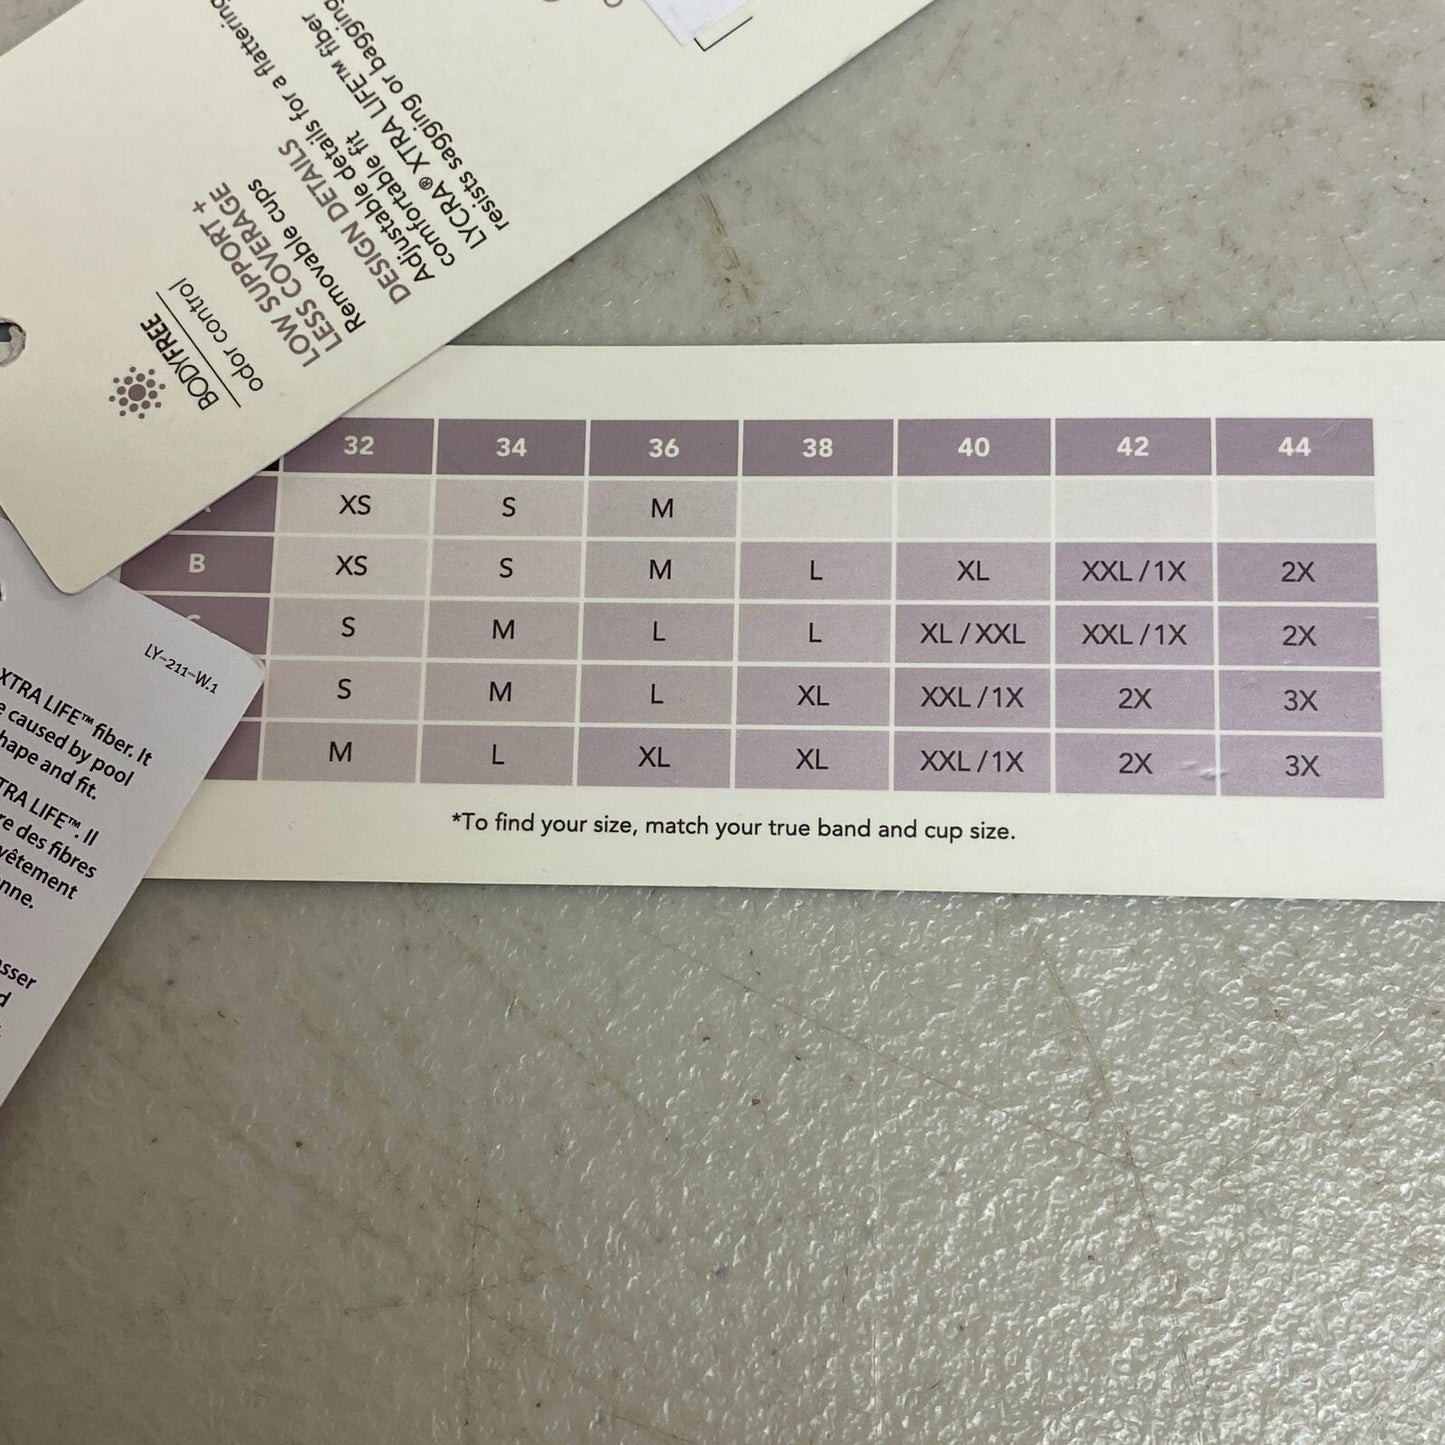 BODYFREE
odor control
LOW SUPPORT +
LESS COVERAGE
Removable cups
DESIGN DETAILS
Adjustable details for a flattering
comfortable fit
LYCRA® XTRA LIFE™ fiber
resists sagging or bagging
32 34 36 38 40 42 44
XS S M
B XS S M L XL XXL/1X 2X
S M L L XL/XXL XXL/1X 2X
S M L XL XXL/1X 2X 3X
M L XL XL XXL/1X 2X 3X
*To find your size, match your true band and cup size.
LY-211-W.1
XTRA LIFE™ fiber. It
caused by pool
shape and fit.
XTRA LIFE™. Il
des fibres
vêtement